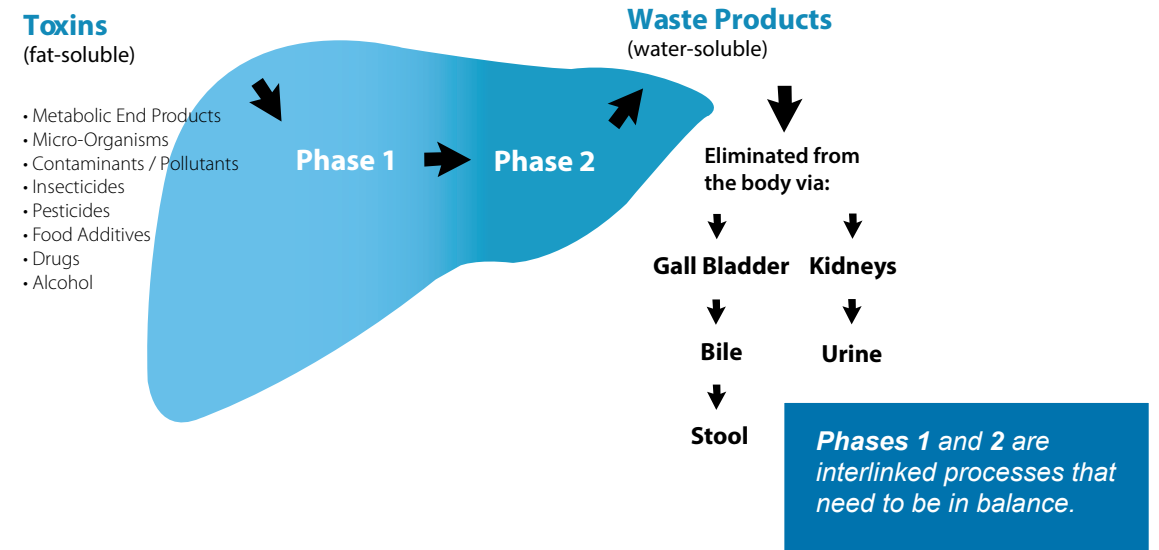 Toxins
(fat-soluble)
• Metabolic End Products
• Micro-Organisms
• Contaminants / Pollutants
• Insecticides
• Pesticides
• Food Additives
• Drugs
• Alcohol
Phase 1
Phase 2
Waste Products
(water-soluble)
Eliminated from
the body via:
Gall Bladder
Kidneys
Bile
Urine
Stool
Phases 1 and 2 are
interlinked processes that
need to be in balance.